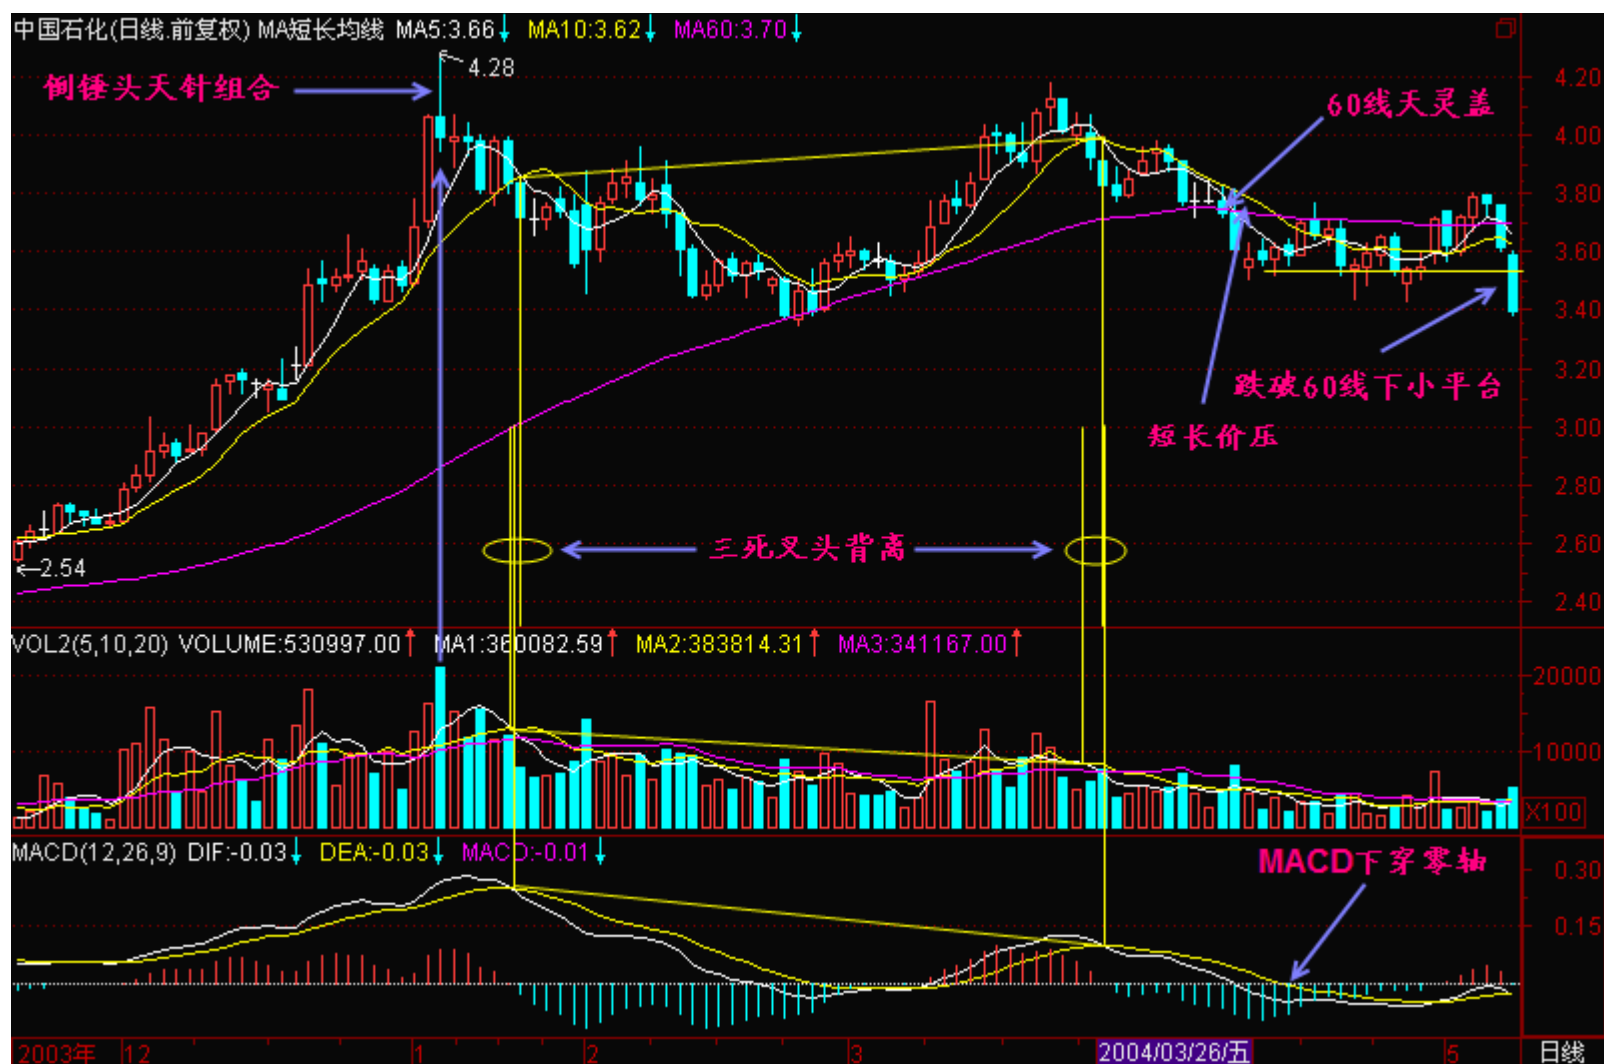 中国石化(日线.前复权) MA短长均线 MA5:3.66↓ MA10:3.62↓ MA60:3.70↓
4.28
倒锤头天针组合
4.20
60线天灵盖
4.00
3.80
3.60
3.40
3.20
跌破60线下小平台
短长价压
3.00
2.80
三死叉头背离
2.60
←2.54
2.40
VOL2(5,10,20) VOLUME:530997.00↑ MA1:360082.59↑ MA2:383814.31↑ MA3:341167.00↑
20000
10000
X100
MACD(12,26,9) DIF:-0.03↓ DEA:-0.03↓ MACD:-0.01↓
MACD下穿零轴
0.30
0.15
2003年 12 1 2 3 2004/03/26/五 5 日线